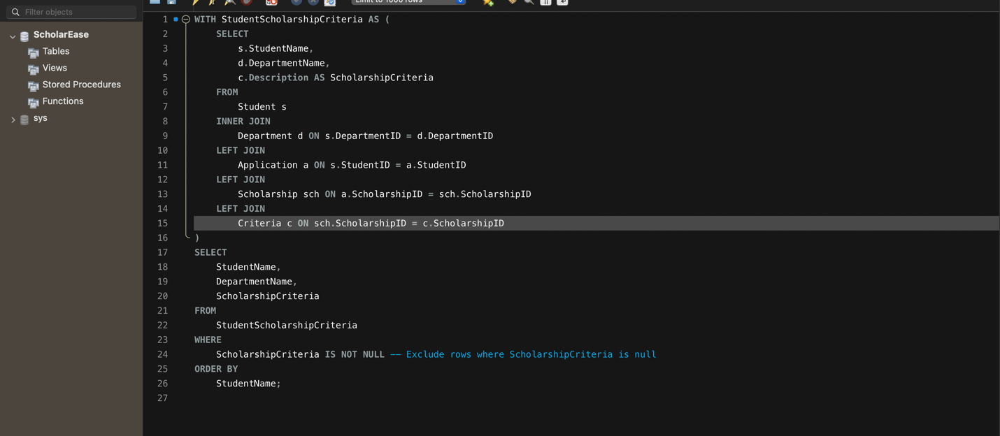 Limit to 1000 rows
Filter objects
ScholarEase
Tables
Views
Stored Procedures
Functions
sys
1 WITH StudentScholarshipCriteria AS (
2 SELECT
3 s.StudentName,
4 d.DepartmentName,
5 c.Description AS ScholarshipCriteria
6 FROM
7 Student s
8 INNER JOIN
9 Department d ON s.DepartmentID = d.DepartmentID
10 LEFT JOIN
11 Application a ON s.StudentID = a.StudentID
12 LEFT JOIN
13 Scholarship sch ON a.ScholarshipID = sch.ScholarshipID
14 LEFT JOIN
15 Criteria c ON sch.ScholarshipID = c.ScholarshipID
16 )
17 SELECT
18 StudentName,
19 DepartmentName,
20 ScholarshipCriteria
21 FROM
22 StudentScholarshipCriteria
23 WHERE
24 ScholarshipCriteria IS NOT NULL -- Exclude rows where ScholarshipCriteria is null
25 ORDER BY
26 StudentName;
27